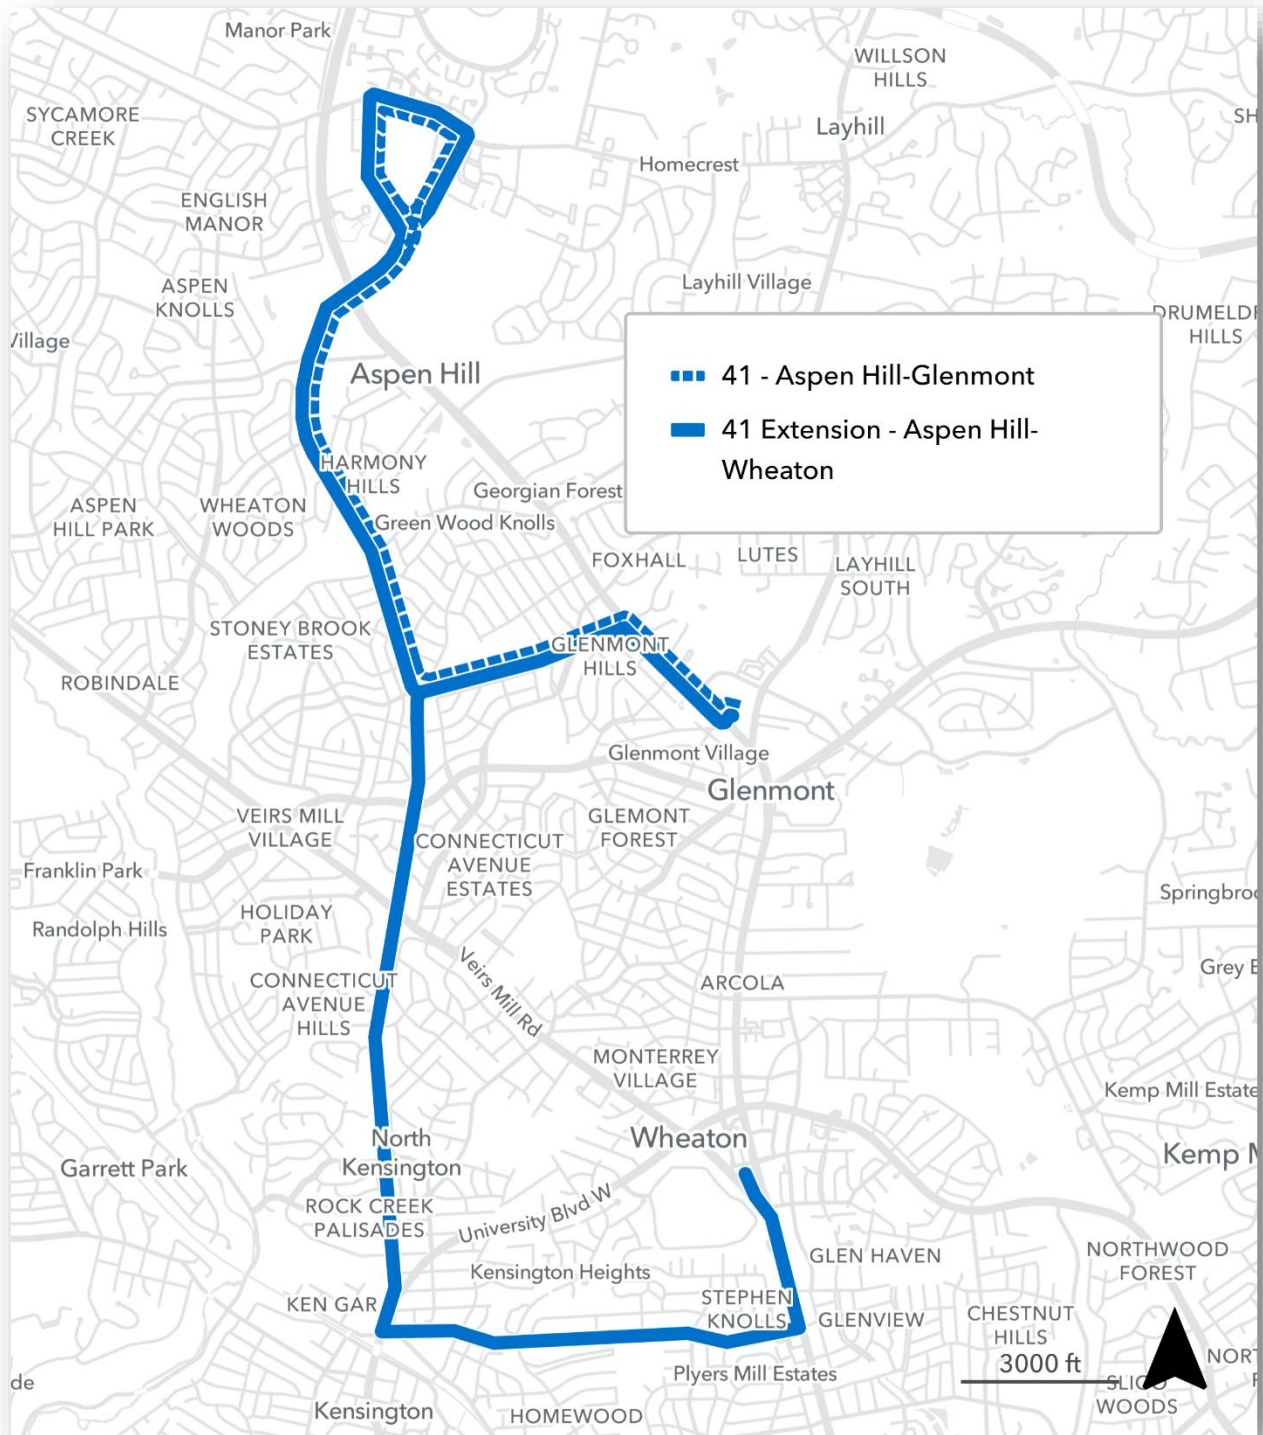 Manor Park
WILLSON
HILLS
SYCAMORE
CREEK
Layhill
SH
Homecrest
ENGLISH
MANOR
ASPEN
KNOLLS
Layhill Village
DRUMELDR
HILLS
Village
Aspen Hill
41 - Aspen Hill-Glenmont
41 Extension - Aspen Hill-
Wheaton
HARMONY
HILLS
Georgian Forest
ASPEN
HILL PARK
WHEATON
WOODS
Green Wood Knolls
FOXHALL
LUTES
LAYHILL
SOUTH
STONEY BROOK
ESTATES
GLENMONT
HILLS
ROBINDALE
Glenmont Village
Glenmont
VEIRS MILL
VILLAGE
GLEMONT
FOREST
CONNECTICUT
AVENUE
ESTATES
Franklin Park
Springbroo
HOLIDAY
PARK
Randolph Hills
Veirs Mill Rd
Grey E
CONNECTICUT
AVENUE
HILLS
ARCOLA
MONTERREY
VILLAGE
Kemp Mill Estate
North
Kensington
Wheaton
Garrett Park
Kemp M
ROCK CREEK
PALISADES
University Blvd W
GLEN HAVEN
NORTHWOOD
FOREST
Kensington Heights
KEN GAR
STEPHEN
KNOLLS
GLENVIEW
CHESTNUT
HILLS
3000 ft
NORT
F
de
Plyers Mill Estates
SLIGO
WOODS
Kensington
HOMEWOOD